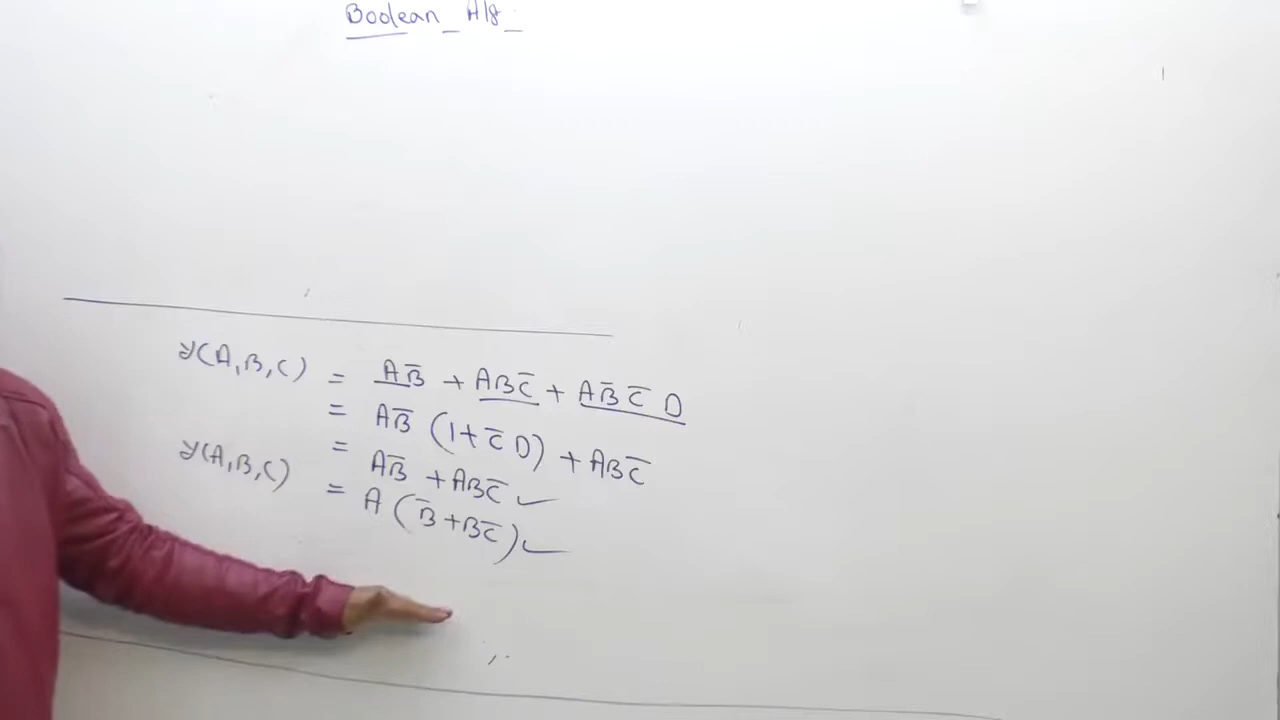 Boolean Alg.
y(A,B,C) = AB̅ + ABC̅ + AB̅C̅D
= AB̅ (1+C̅D) + ABC̅
y(A,B,C) = AB̅ + ABC̅ ✓
= A (B̅+BC̅) ✓